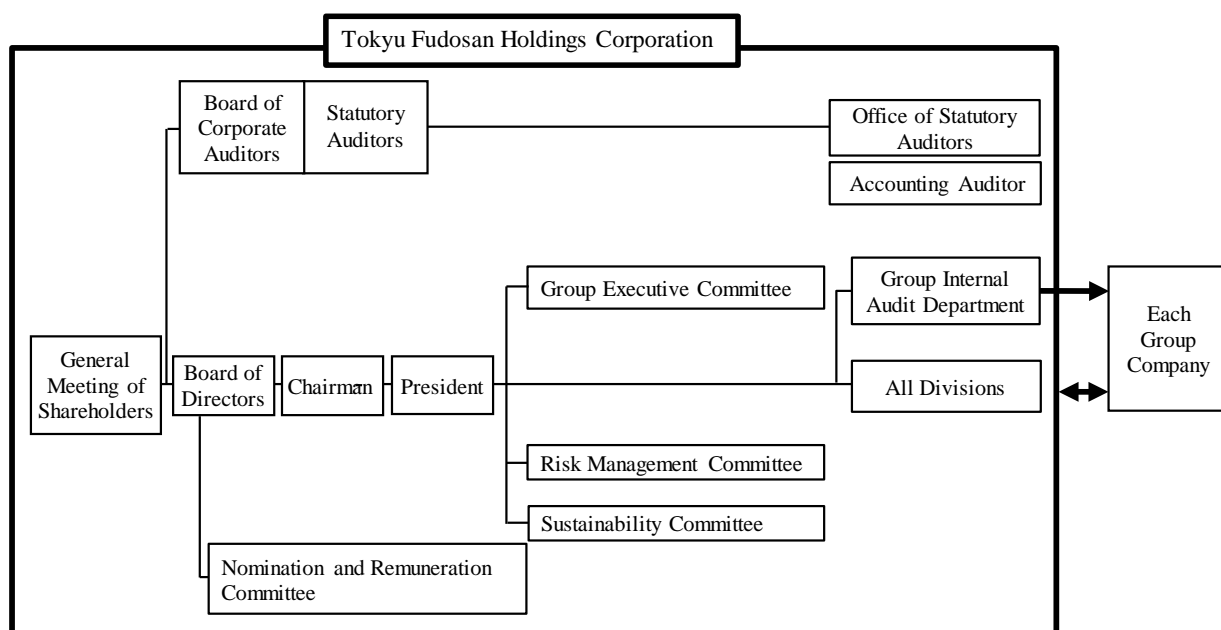 Tokyu Fudosan Holdings Corporation
Board of
Corporate
Auditors
Statutory
Auditors
Office of Statutory
Auditors
Accounting Auditor
Group Executive Committee
Group Internal
Audit Department
Each
Group
Company
General
Meeting of
Shareholders
Board of
Directors
Chairman
President
All Divisions
Risk Management Committee
Sustainability Committee
Nomination and Remuneration
Committee